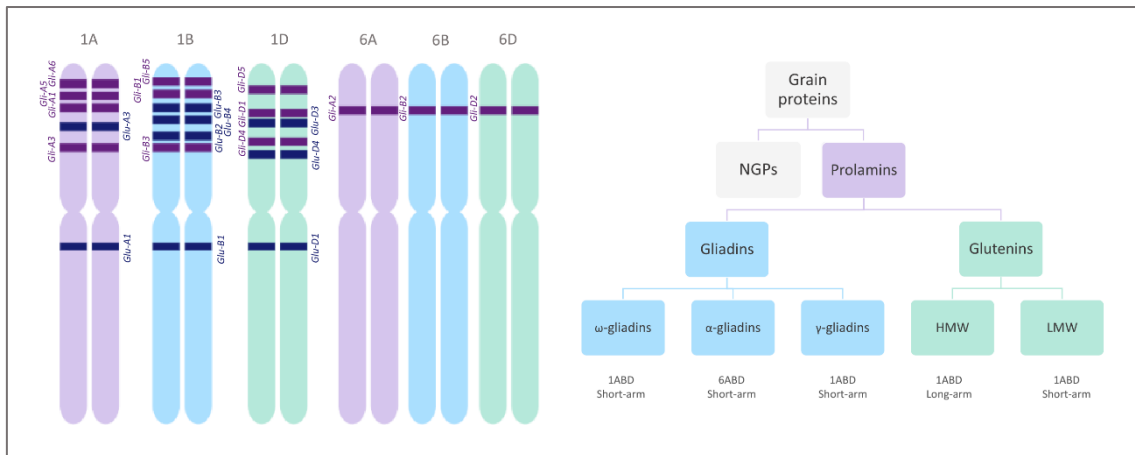 1A
1B
1D
6A
6B
6D
Gli-A6
Gli-A5
Gli-A1
Glu-A3
Gli-A3
Glu-A1
Gli-B5
Gli-B1
Glu-B3
Glu-B4
Glu-B2
Gli-B3
Glu-B1
Gli-D5
Gli-D1
Glu-D3
Gli-D4
Glu-D4
Glu-D1
Gli-A2
Gli-B2
Gli-D2
Grain
proteins
NGPs
Prolamins
Gliadins
Glutenins
ω-gliadins
α-gliadins
γ-gliadins
HMW
LMW
1ABD
Short-arm
6ABD
Short-arm
1ABD
Short-arm
1ABD
Long-arm
1ABD
Short-arm